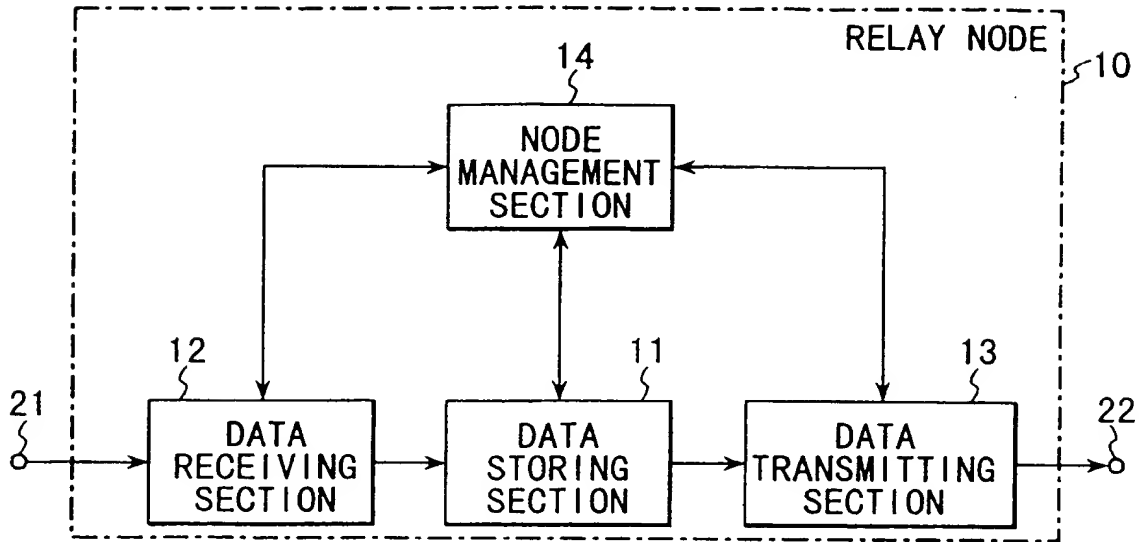 RELAY NODE
10
14
NODE
MANAGEMENT
SECTION
12
11
13
21
22
DATA
RECEIVING
SECTION
DATA
STORING
SECTION
DATA
TRANSMITTING
SECTION